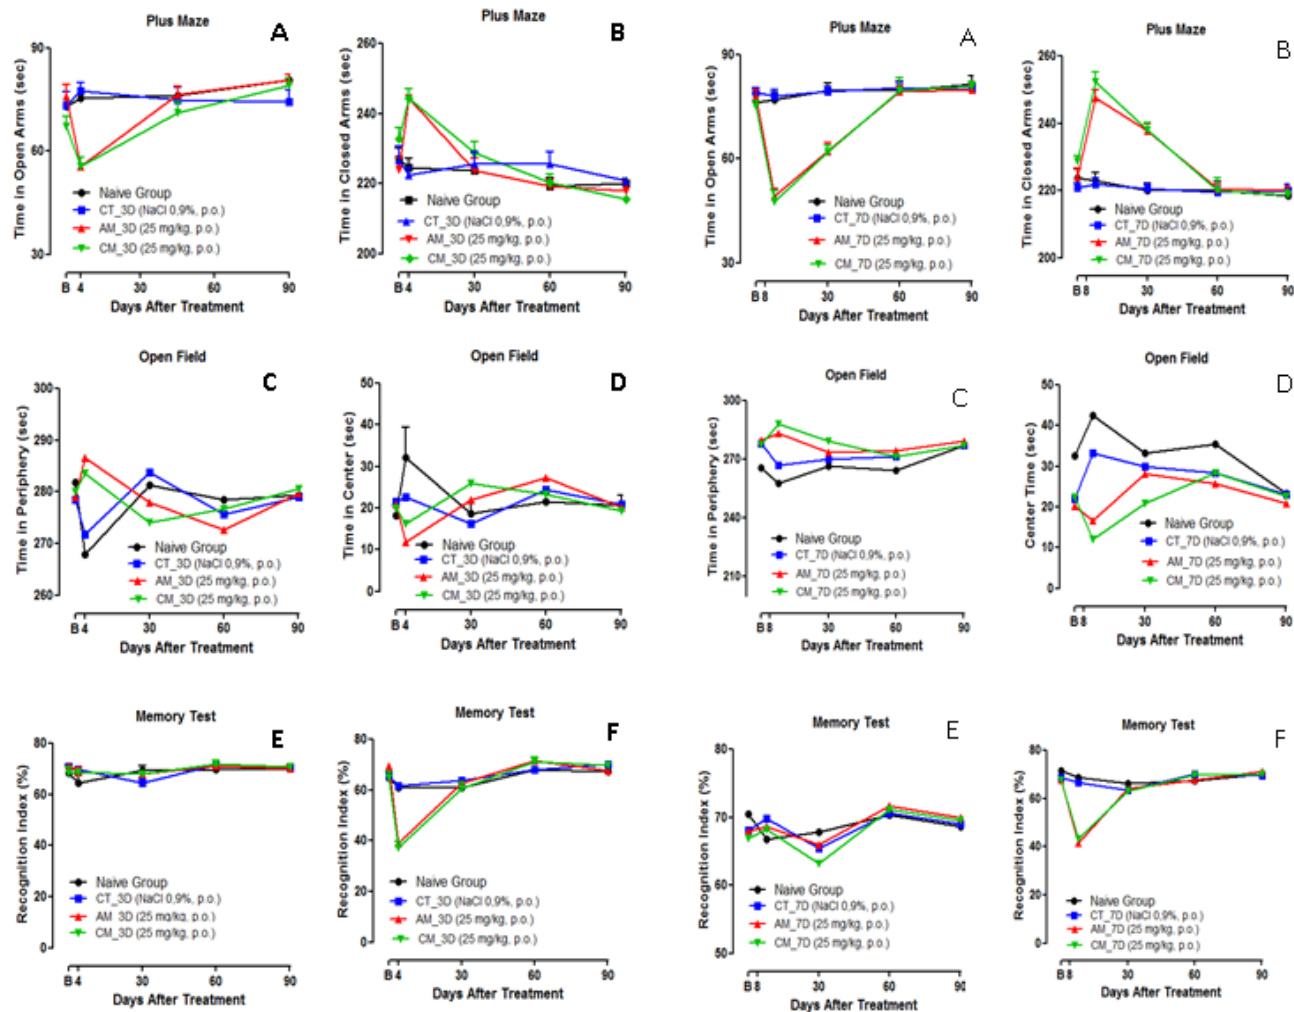 Plus Maze
A
Time in Open Arms (sec)
90
60
30
Naive Group
CT_3D (NaCl 0,9%, p.o.)
AM_3D (25 mg/kg, p.o.)
CM_3D (25 mg/kg, p.o.)
B 4 30 60 90
Days After Treatment
Plus Maze
B
Time in Closed Arms (sec)
260
240
220
200
Naive Group
CT_3D (NaCl 0,9%, p.o.)
AM_3D (25 mg/kg, p.o.)
CM_3D (25 mg/kg, p.o.)
B 4 30 60 90
Days After Treatment
Plus Maze
A
Time in Open Arms (sec)
90
60
30
Naive Group
CT_7D (NaCl 0,9%, p.o.)
AM_7D (25 mg/kg, p.o.)
CM_7D (25 mg/kg, p.o.)
B 8 30 60 90
Days After Treatment
Plus Maze
B
Time in Closed Arms (sec)
260
240
220
200
Naive Group
CT_7D (NaCl 0,9%, p.o.)
AM_7D (25 mg/kg, p.o.)
CM_7D (25 mg/kg, p.o.)
B 8 30 60 90
Days After Treatment
Open Field
C
Time in Periphery (sec)
300
290
280
270
260
Naive Group
CT_3D (NaCl 0,9%, p.o.)
AM_3D (25 mg/kg, p.o.)
CM_3D (25 mg/kg, p.o.)
B 4 30 60 90
Days After Treatment
Open Field
D
Time in Center (sec)
50
40
30
20
10
0
Naive Group
CT_3D (NaCl 0,9%, p.o.)
AM_3D (25 mg/kg, p.o.)
CM_3D (25 mg/kg, p.o.)
B 4 30 60 90
Days After Treatment
Open Field
C
Time in Periphery (sec)
300
270
240
210
Naive Group
CT_7D (NaCl 0,9%, p.o.)
AM_7D (25 mg/kg, p.o.)
CM_7D (25 mg/kg, p.o.)
B 8 30 60 90
Days After Treatment
Open Field
D
Center Time (sec)
50
40
30
20
10
0
Naive Group
CT_7D (NaCl 0,9%, p.o.)
AM_7D (25 mg/kg, p.o.)
CM_7D (25 mg/kg, p.o.)
B 8 30 60 90
Days After Treatment
Memory Test
E
Recognition Index (%)
80
60
40
20
0
Naive Group
CT_3D (NaCl 0,9%, p.o.)
AM_3D (25 mg/kg, p.o.)
CM_3D (25 mg/kg, p.o.)
B 4 30 60 90
Days After Treatment
Memory Test
F
Recognition Index (%)
80
60
40
20
0
Naive Group
CT_3D (NaCl 0,9%, p.o.)
AM_3D (25 mg/kg, p.o.)
CM_3D (25 mg/kg, p.o.)
B 4 30 60 90
Days After Treatment
Memory Test
E
Recognition Index (%)
80
70
60
50
Naive Group
CT_7D (NaCl 0,9%, p.o.)
AM_7D (25 mg/kg, p.o.)
CM_7D (25 mg/kg, p.o.)
B 8 30 60 90
Days After Treatment
Memory Test
F
Recognition Index (%)
80
60
40
20
0
Naive Group
CT_7D (NaCl 0,9%, p.o.)
AM_7D (25 mg/kg, p.o.)
CM_7D (25 mg/kg, p.o.)
B 8 30 60 90
Days After Treatment